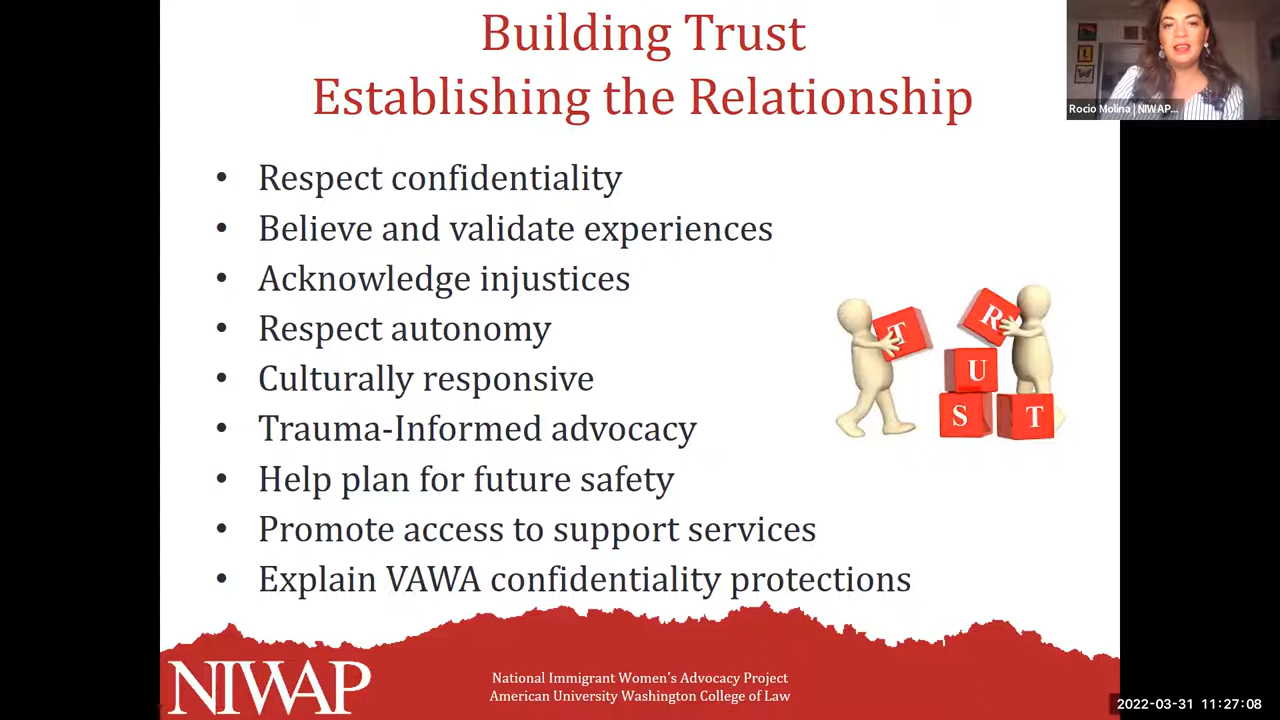 Building Trust
Establishing the Relationship
Rocio Molina | NIWAP...
• Respect confidentiality
• Believe and validate experiences
• Acknowledge injustices
• Respect autonomy
• Culturally responsive
• Trauma-Informed advocacy
• Help plan for future safety
• Promote access to support services
• Explain VAWA confidentiality protections
T
R
U
S
T
NIWAP
National Immigrant Women's Advocacy Project
American University Washington College of Law
2022-03-31 11:27:08